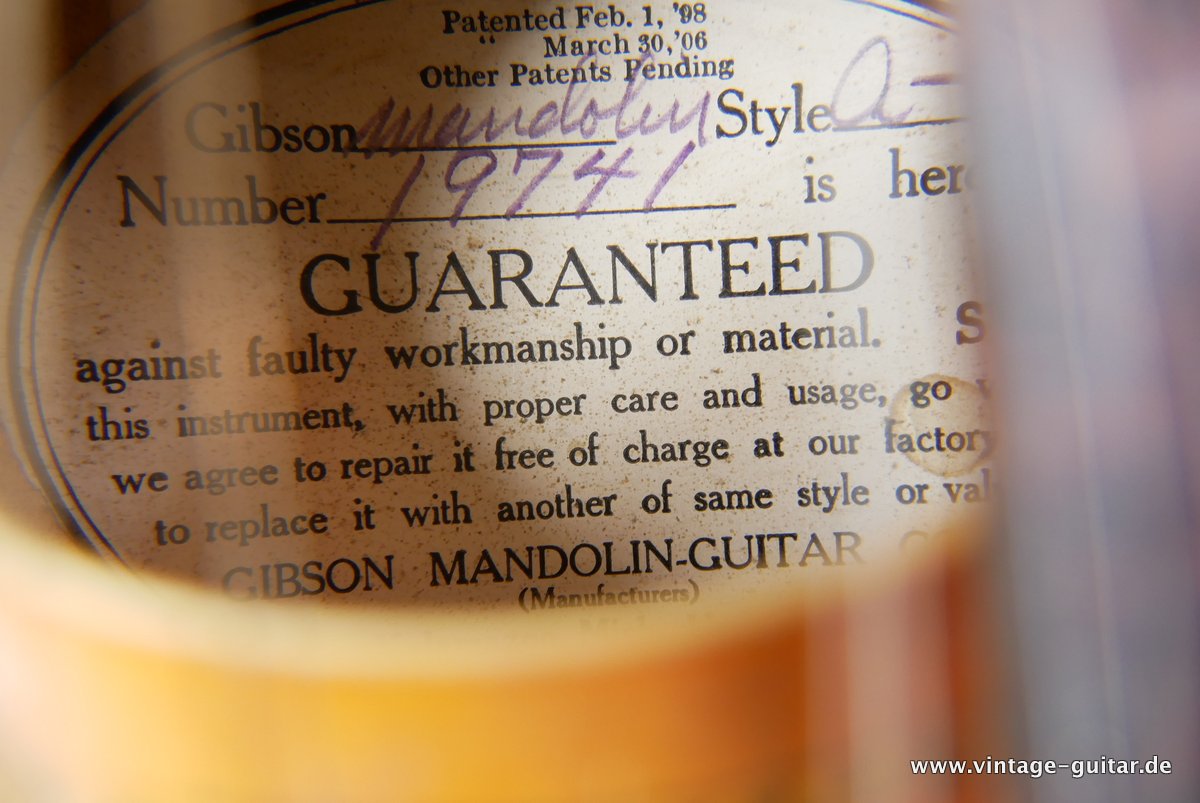 Patented Feb. 1, '98
“ March 30,'06
Other Patents Pending
Gibson mandolin Style A-
Number 19741 is
GUARANTEED
against faulty workmanship or material.
this instrument, with proper care and usage, go
we agree to repair it free of charge at our factory
to replace it with another of same style or
GIBSON MANDOLIN-GUITAR
(Manufacturers)
www.vintage-guitar.de